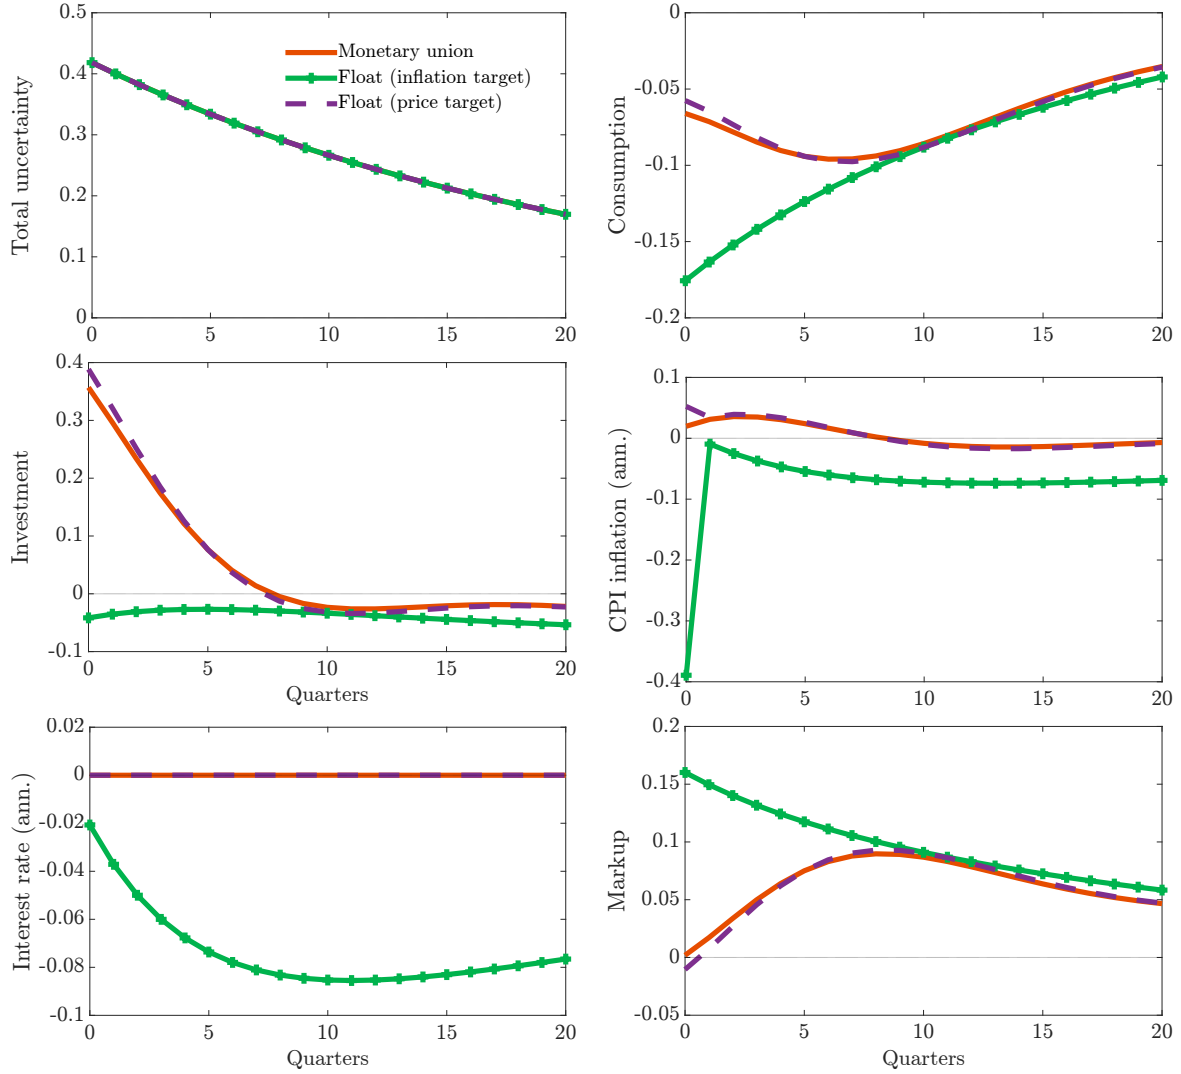 Total uncertainty
0.5
0.4
0.3
0.2
0.1
0
0 5 10 15 20
Monetary union
Float (inflation target)
Float (price target)
Consumption
0
-0.05
-0.1
-0.15
-0.2
0 5 10 15 20
Investment
0.4
0.3
0.2
0.1
0
-0.1
0 5 10 15 20
Quarters
CPI inflation (ann.)
0.1
0
-0.1
-0.2
-0.3
-0.4
0 5 10 15 20
Interest rate (ann.)
0.02
0
-0.02
-0.04
-0.06
-0.08
-0.1
0 5 10 15 20
Quarters
Markup
0.2
0.15
0.1
0.05
0
-0.05
0 5 10 15 20
Quarters